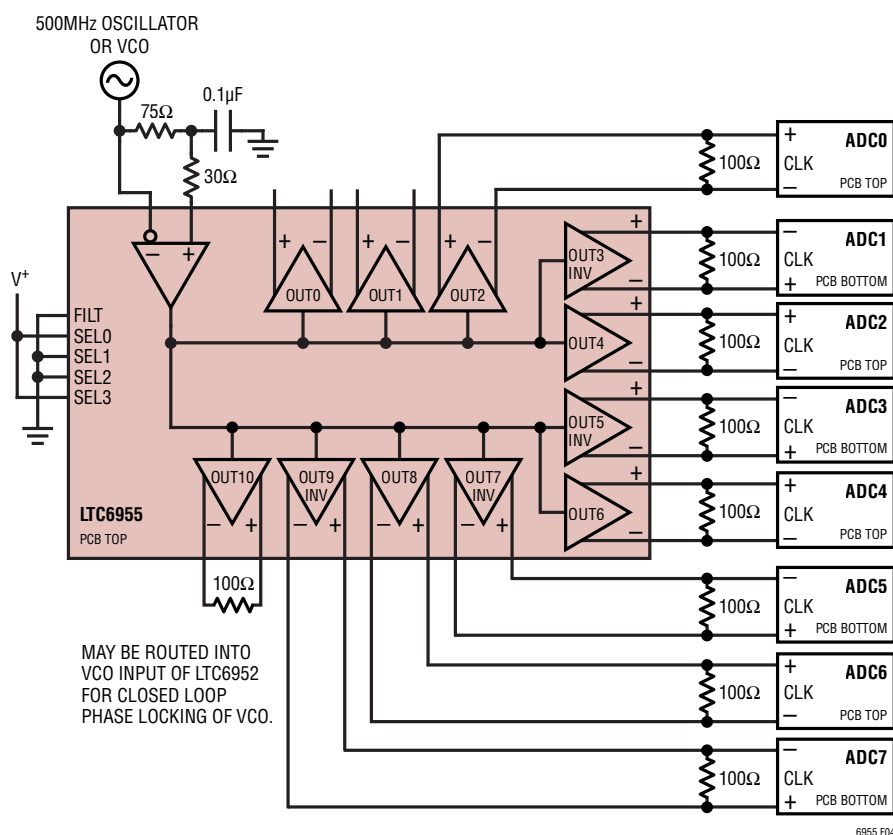 500MHz OSCILLATOR
OR VCO
75Ω
0.1µF
30Ω
V+
FILT
SEL0
SEL1
SEL2
SEL3
− +
+ −
OUT0
+ −
OUT1
+ −
OUT2
OUT3
INV
+
−
OUT4
+
−
OUT5
INV
+
−
OUT6
+
−
OUT10
− +
OUT9
INV
− +
OUT8
− +
OUT7
INV
− +
LTC6955
PCB TOP
100Ω
MAY BE ROUTED INTO
VCO INPUT OF LTC6952
FOR CLOSED LOOP
PHASE LOCKING OF VCO.
100Ω
+ ADC0
CLK
− PCB TOP
100Ω
− ADC1
CLK
+ PCB BOTTOM
100Ω
+ ADC2
CLK
− PCB TOP
100Ω
− ADC3
CLK
+ PCB BOTTOM
100Ω
+ ADC4
CLK
− PCB TOP
100Ω
− ADC5
CLK
+ PCB BOTTOM
100Ω
+ ADC6
CLK
− PCB TOP
100Ω
− ADC7
CLK
+ PCB BOTTOM